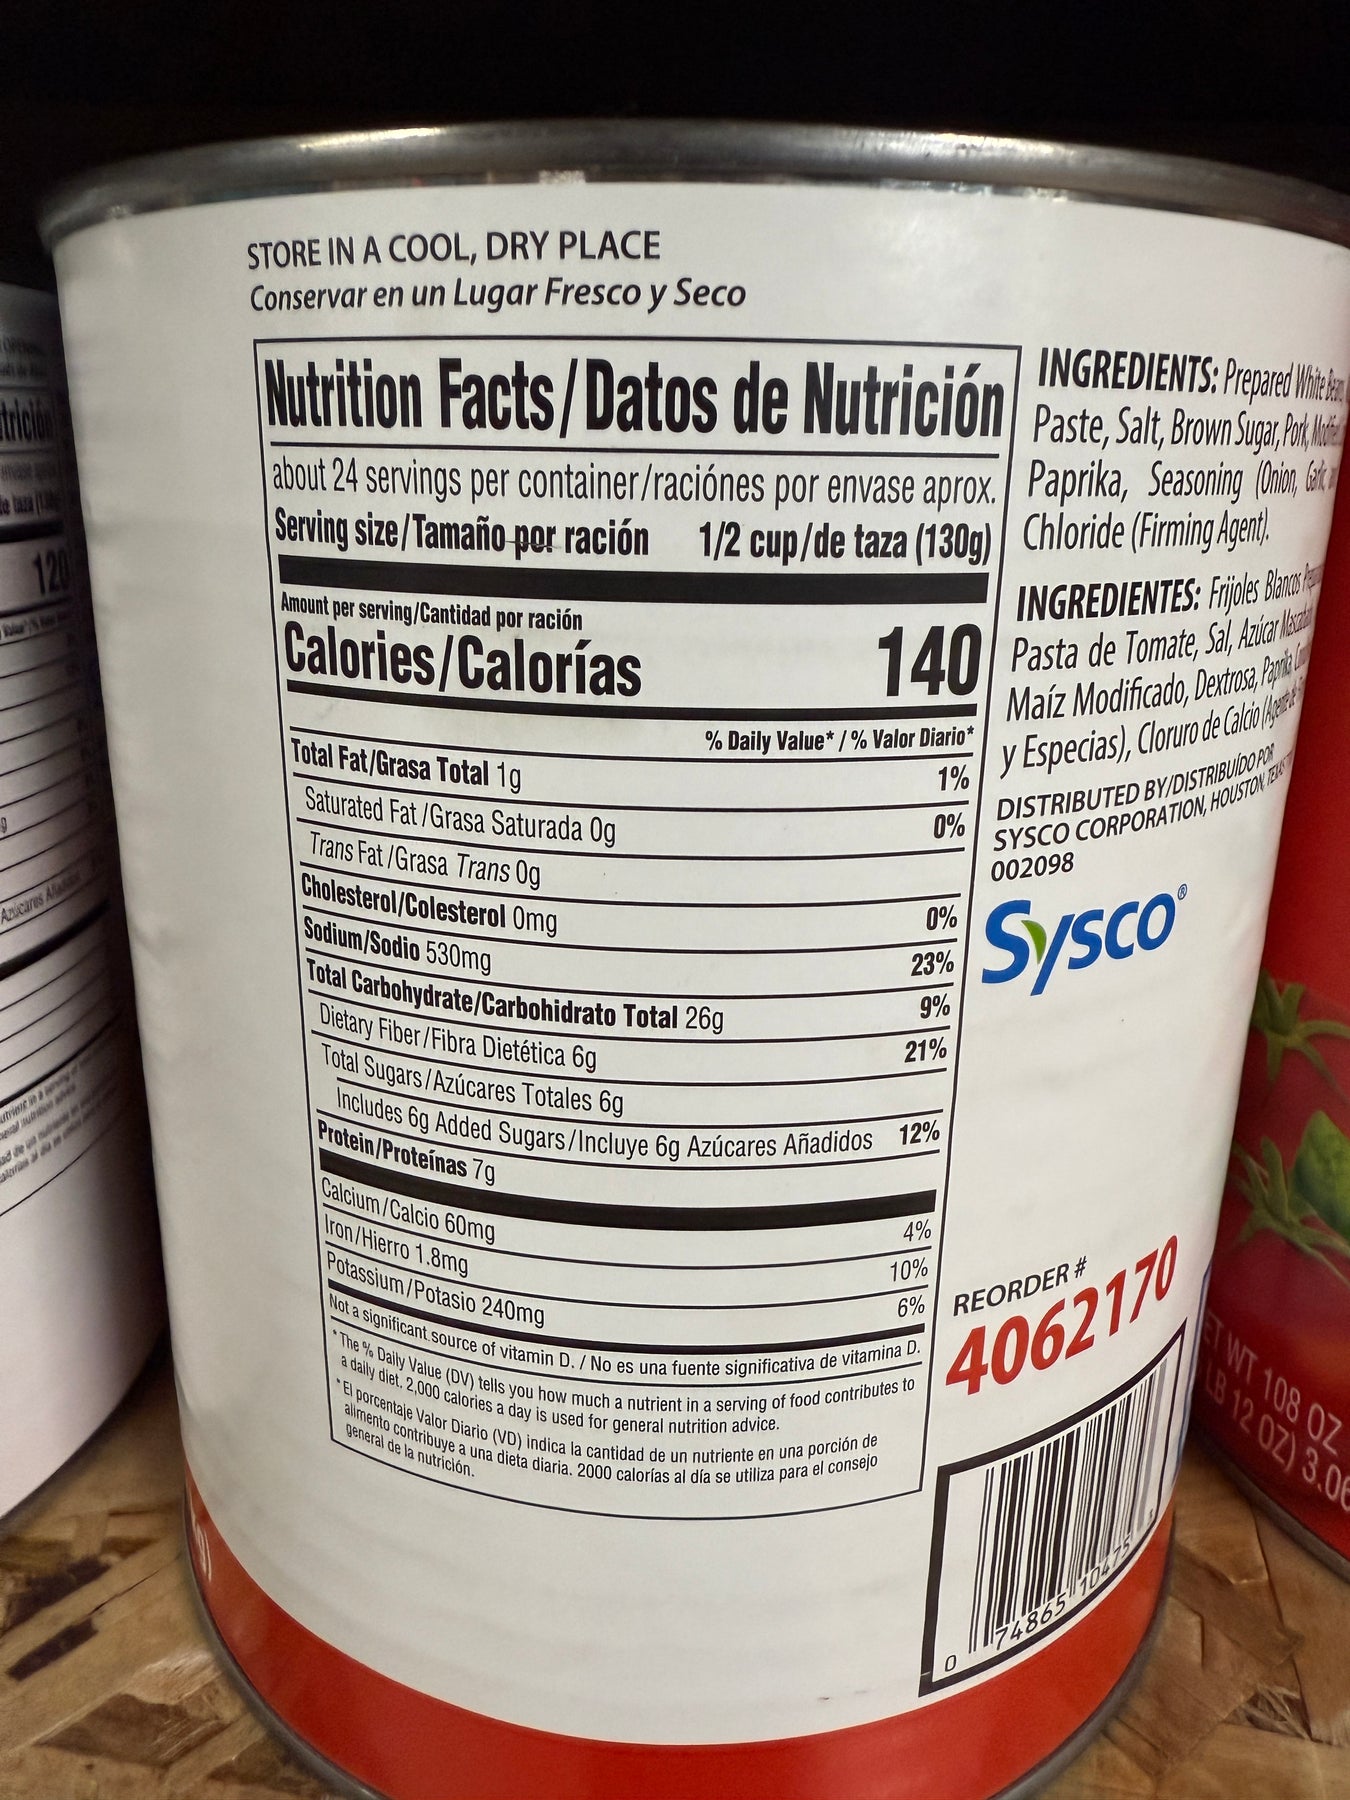 STORE IN A COOL, DRY PLACE
Conservar en un Lugar Fresco y Seco
Nutrition Facts/Datos de Nutrición
about 24 servings per container/raciónes por envase aprox.
Serving size/Tamaño por ración 1/2 cup/de taza (130g)
Amount per serving/Cantidad por ración
Calories/Calorías 140
% Daily Value* / % Valor Diario*
Total Fat/Grasa Total 1g 1%
Saturated Fat/Grasa Saturada 0g 0%
Trans Fat/Grasa Trans 0g
Cholesterol/Colesterol 0mg 0%
Sodium/Sodio 530mg 23%
Total Carbohydrate/Carbohidrato Total 26g 9%
Dietary Fiber/Fibra Dietética 6g 21%
Total Sugars/Azúcares Totales 6g
Includes 6g Added Sugars/Incluye 6g Azúcares Añadidos 12%
Protein/Proteínas 7g
Calcium/Calcio 60mg 4%
Iron/Hierro 1.8mg 10%
Potassium/Potasio 240mg 6%
Not a significant source of vitamin D. / No es una fuente significativa de vitamina D.
* The % Daily Value (DV) tells you how much a nutrient in a serving of food contributes to
a daily diet. 2,000 calories a day is used for general nutrition advice.
* El porcentaje Valor Diario (VD) indica la cantidad de un nutriente en una porción de
alimento contribuye a una dieta diaria. 2000 calorías al día se utiliza para el consejo
general de la nutrición.
INGREDIENTS: Prepared White
Paste, Salt, Brown Sugar, Pork,
Paprika, Seasoning (Onion, Garlic
Chloride (Firming Agent).
INGREDIENTES: Frijoles Blancos
Pasta de Tomate, Sal, Azúcar
Maíz Modificado, Dextrosa, Paprika
y Especias), Cloruro de Calcio
DISTRIBUTED BY/DISTRIBUÍDO POR
SYSCO CORPORATION, HOUSTON,
002098
Sysco®
REORDER #
4062170
0 74865 10475
120
WT 108 OZ
LB 12 OZ)